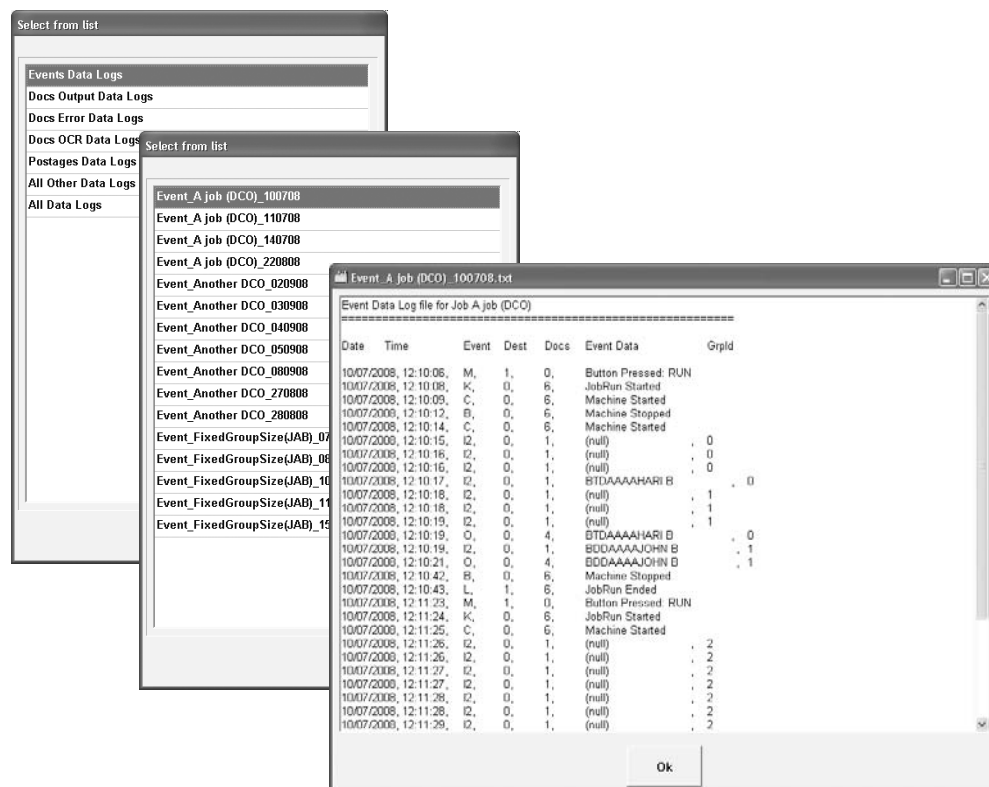 Select from list
Events Data Logs
Docs Output Data Logs
Docs Error Data Logs
Docs OCR Data Logs
Postages Data Logs
All Other Data Logs
All Data Logs
Select from list
Event_A job (DCO)_100708
Event_A job (DCO)_110708
Event_A job (DCO)_140708
Event_A job (DCO)_220808
Event_Another DCO_020908
Event_Another DCO_030908
Event_Another DCO_040908
Event_Another DCO_050908
Event_Another DCO_080908
Event_Another DCO_270808
Event_Another DCO_280808
Event_FixedGroupSize(JAB)_07
Event_FixedGroupSize(JAB)_08
Event_FixedGroupSize(JAB)_10
Event_FixedGroupSize(JAB)_11
Event_FixedGroupSize(JAB)_15
Event_A job (DCO)_100708.txt
Event Data Log file for Job A job (DCO)
==============================================================
Date Time Event Dest Docs Event Data GrpId
10/07/2008, 12:10:06, M, 1, 0, Button Pressed: RUN
10/07/2008, 12:10:08, K, 0, 6, JobRun Started
10/07/2008, 12:10:09, C, 0, 6, Machine Started
10/07/2008, 12:10:12, B, 0, 6, Machine Stopped
10/07/2008, 12:10:14, C, 0, 6, Machine Started
10/07/2008, 12:10:15, I2, 0, 1, (null) , 0
10/07/2008, 12:10:16, I2, 0, 1, (null) , 0
10/07/2008, 12:10:16, I2, 0, 1, (null) , 0
10/07/2008, 12:10:17, I2, 0, 1, BTDAAAAHARI B , 0
10/07/2008, 12:10:18, I2, 0, 1, (null) , 1
10/07/2008, 12:10:18, I2, 0, 1, (null) , 1
10/07/2008, 12:10:19, I2, 0, 1, (null) , 1
10/07/2008, 12:10:19, O, 0, 4, BTDAAAAHARI B , 0
10/07/2008, 12:10:19, I2, 0, 1, BDDAAAAJOHN B , 1
10/07/2008, 12:10:21, O, 0, 4, BDDAAAAJOHN B , 1
10/07/2008, 12:10:42, B, 0, 6, Machine Stopped
10/07/2008, 12:10:43, L, 1, 6, JobRun Ended
10/07/2008, 12:11:23, M, 1, 0, Button Pressed: RUN
10/07/2008, 12:11:24, K, 0, 6, JobRun Started
10/07/2008, 12:11:25, C, 0, 6, Machine Started
10/07/2008, 12:11:26, I2, 0, 1, (null) , 2
10/07/2008, 12:11:26, I2, 0, 1, (null) , 2
10/07/2008, 12:11:27, I2, 0, 1, (null) , 2
10/07/2008, 12:11:27, I2, 0, 1, (null) , 2
10/07/2008, 12:11:28, I2, 0, 1, (null) , 2
10/07/2008, 12:11:28, I2, 0, 1, (null) , 2
10/07/2008, 12:11:29, I2, 0, 1, (null) , 2
Ok